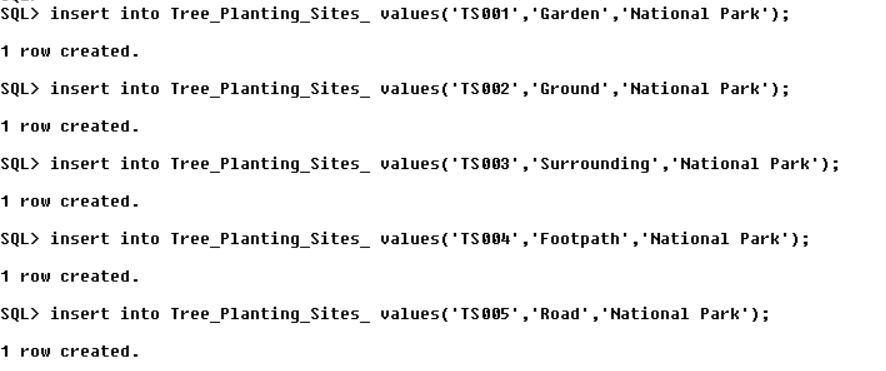 SQL> insert into Tree_Planting_Sites_ values('TS001','Garden','National Park');
1 row created.
SQL> insert into Tree_Planting_Sites_ values('TS002','Ground','National Park');
1 row created.
SQL> insert into Tree_Planting_Sites_ values('TS003','Surrounding','National Park');
1 row created.
SQL> insert into Tree_Planting_Sites_ values('TS004','Footpath','National Park');
1 row created.
SQL> insert into Tree_Planting_Sites_ values('TS005','Road','National Park');
1 row created.